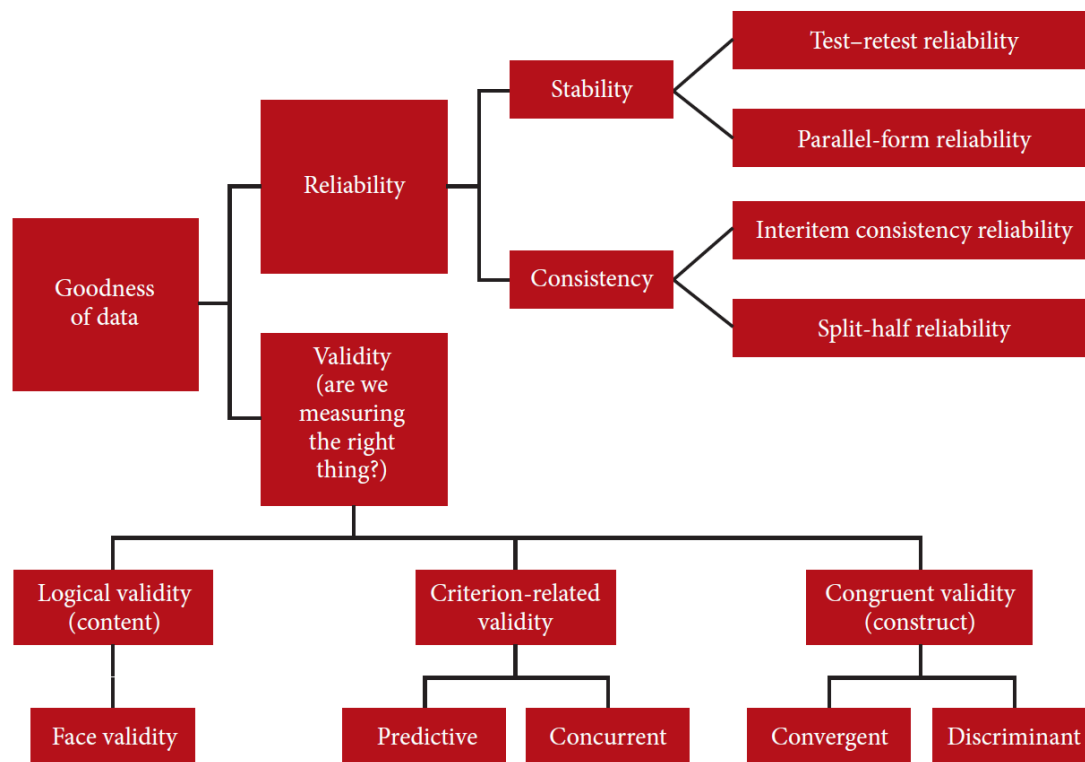 Goodness
of data
Reliability
Stability
Test–retest reliability
Parallel-form reliability
Consistency
Interitem consistency reliability
Split-half reliability
Validity
(are we
measuring
the right
thing?)
Logical validity
(content)
Face validity
Criterion-related
validity
Predictive
Concurrent
Congruent validity
(construct)
Convergent
Discriminant